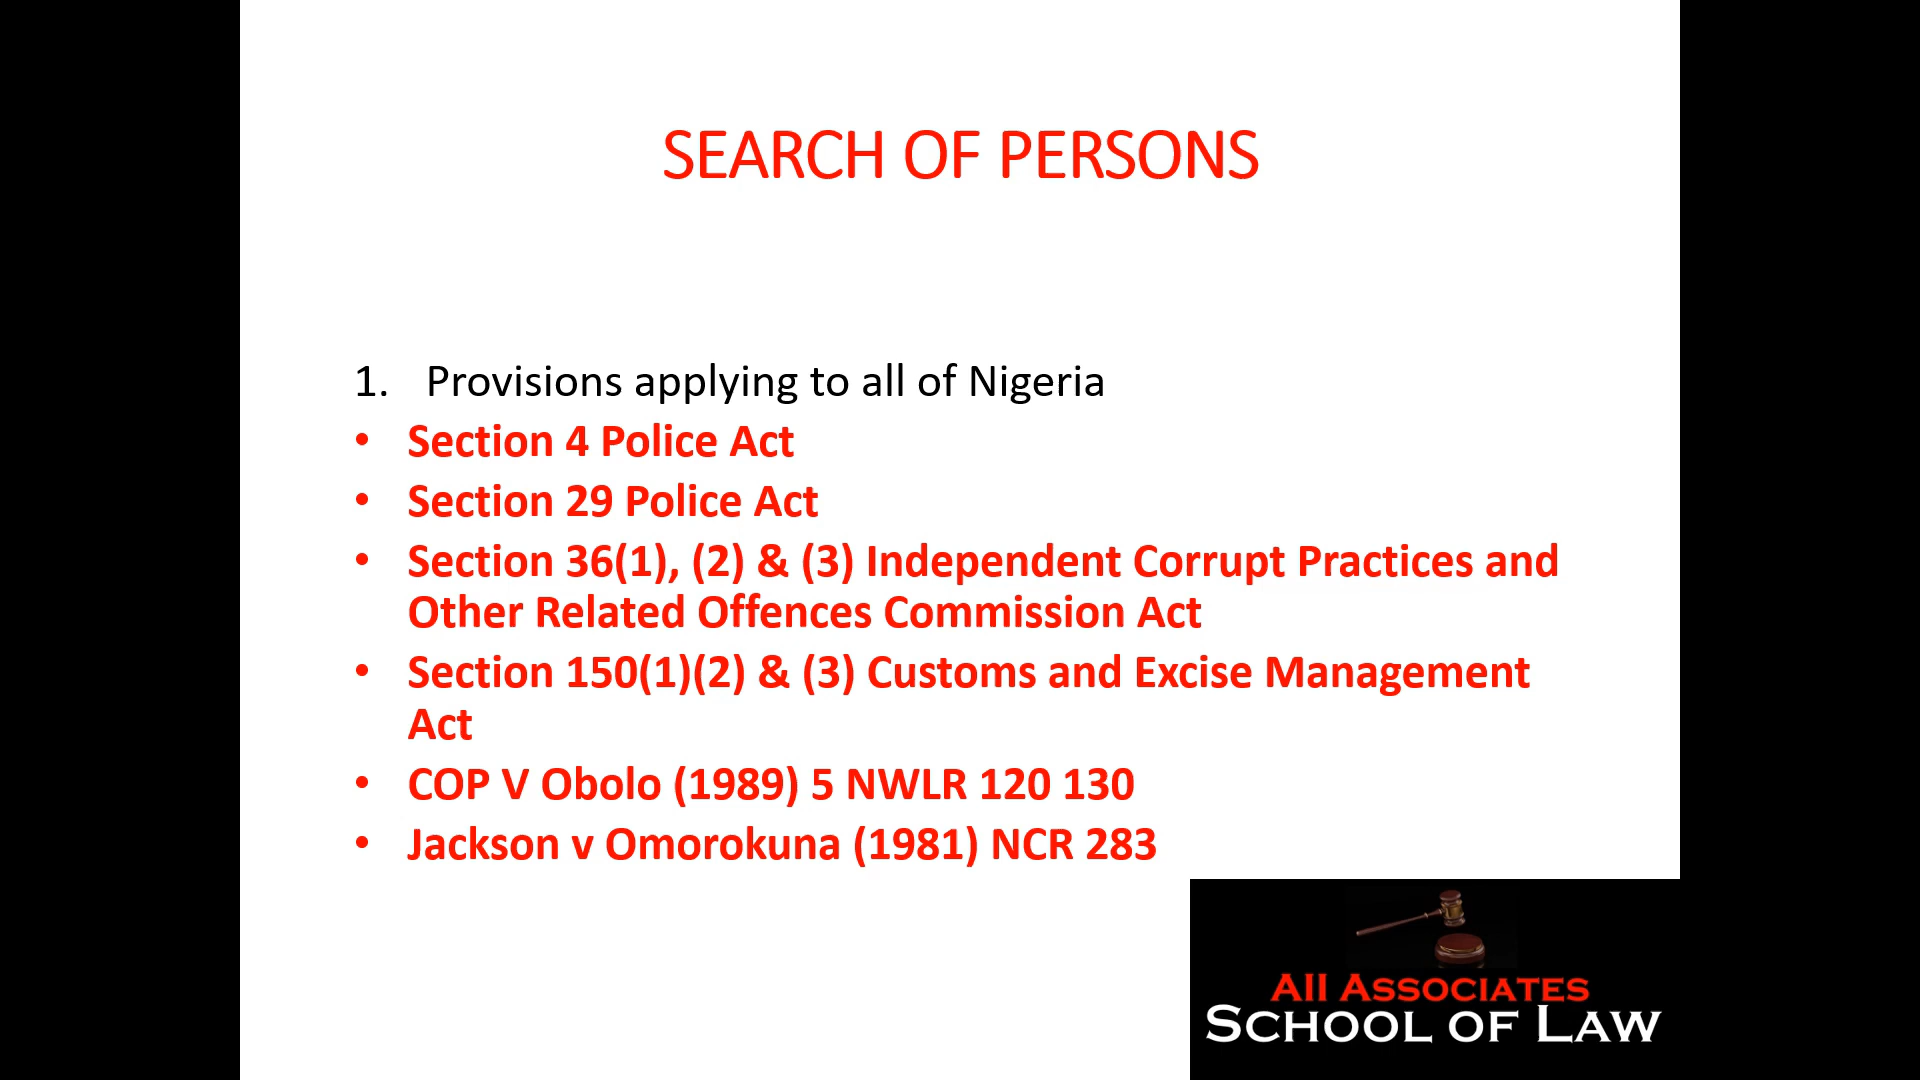 SEARCH OF PERSONS
1. Provisions applying to all of Nigeria
• Section 4 Police Act
• Section 29 Police Act
• Section 36(1), (2) & (3) Independent Corrupt Practices and
Other Related Offences Commission Act
• Section 150(1)(2) & (3) Customs and Excise Management
Act
• COP V Obolo (1989) 5 NWLR 120 130
• Jackson v Omorokuna (1981) NCR 283
All Associates
School of Law